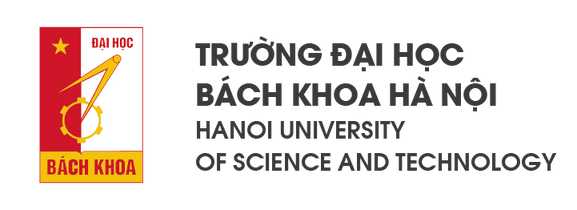 ĐẠI HỌC
BÁCH KHOA
TRƯỜNG ĐẠI HỌC
BÁCH KHOA HÀ NỘI
HANOI UNIVERSITY
OF SCIENCE AND TECHNOLOGY